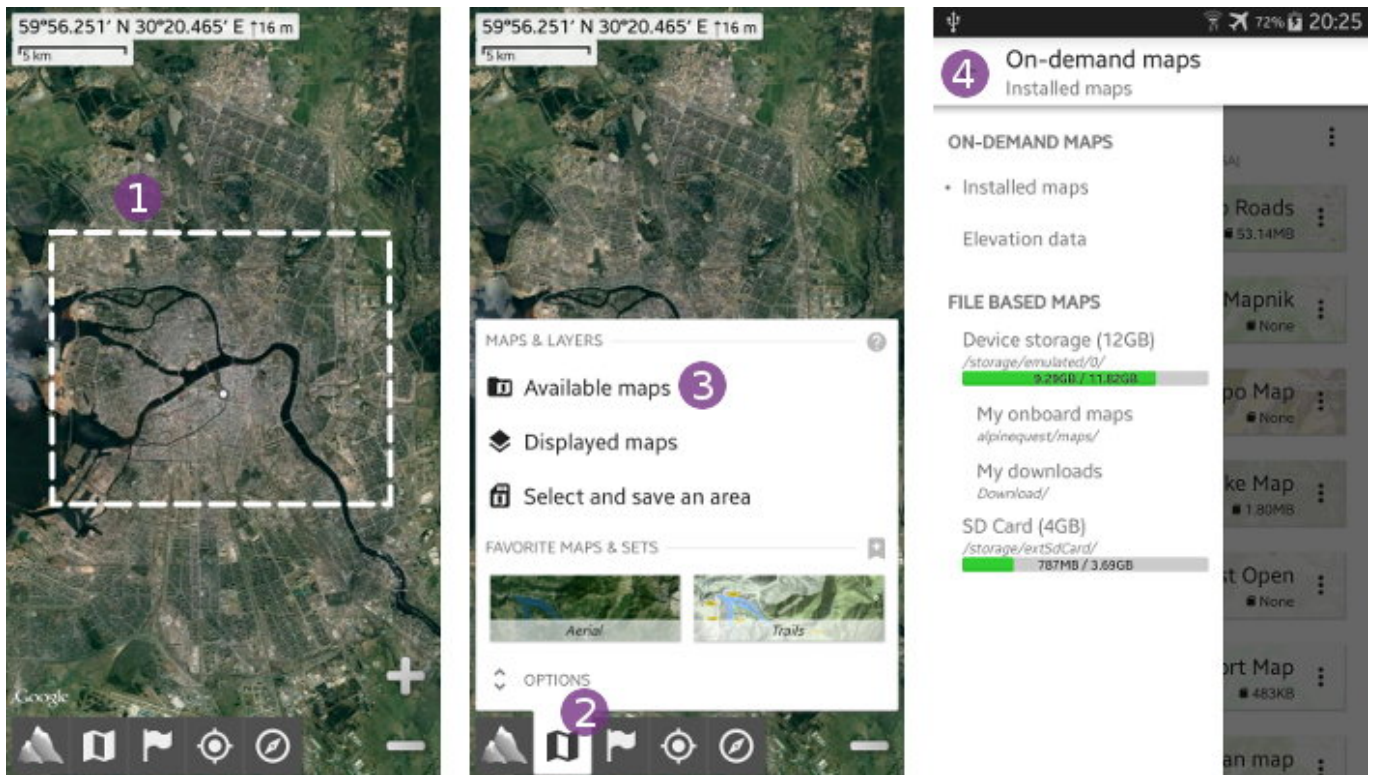 59°56.251′ N 30°20.465′ E ↑16 m
5 km
1
Google
59°56.251′ N 30°20.465′ E ↑16 m
5 km
MAPS & LAYERS
?
Available maps
3
Displayed maps
Select and save an area
FAVORITE MAPS & SETS
Aerial
Trails
OPTIONS
2
72% 20:25
4
On-demand maps
Installed maps
ON-DEMAND MAPS
• Installed maps
Elevation data
FILE BASED MAPS
Device storage (12GB)
/storage/emulated/0/
9.29GB / 11.82GB
My onboard maps
alpinequest/maps/
My downloads
Download/
SD Card (4GB)
/storage/extSdCard/
787MB / 3.69GB
Roads
53.14MB
Mapnik
None
po Map
None
ke Map
1.80MB
t Open
None
ort Map
483KB
an map